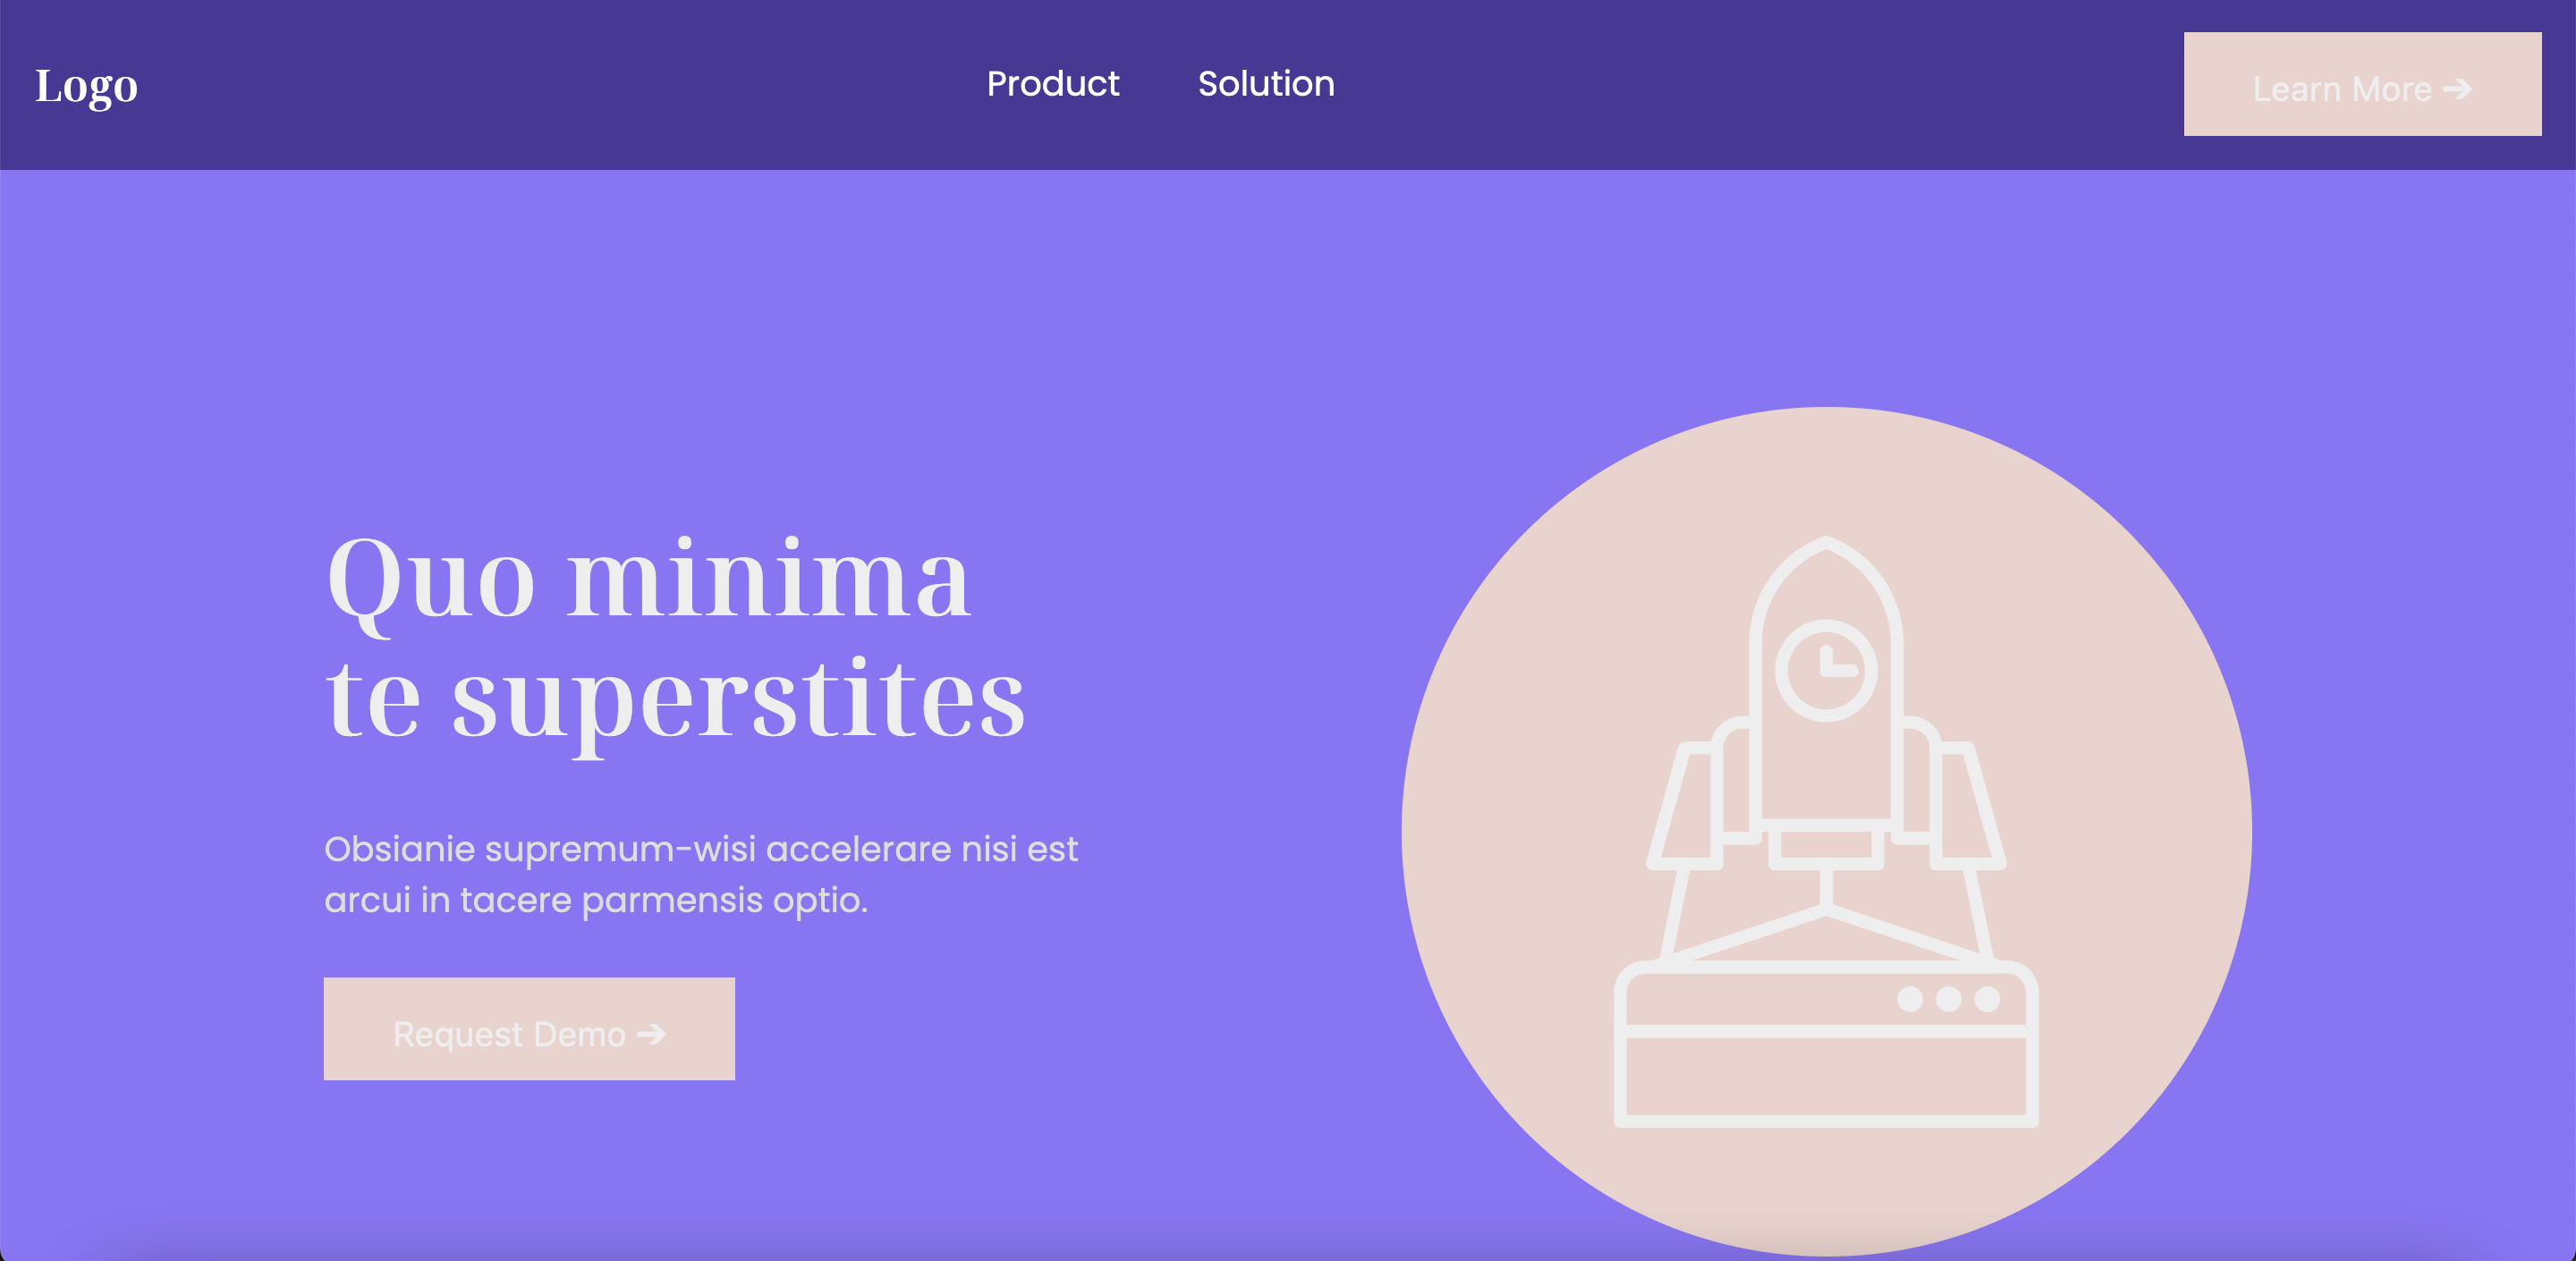 Logo
Product
Solution
Learn More ➔
Quo minima
te superstites
Obsianie supremum-wisi accelerare nisi est
arcui in tacere parmensis optio.
Request Demo ➔